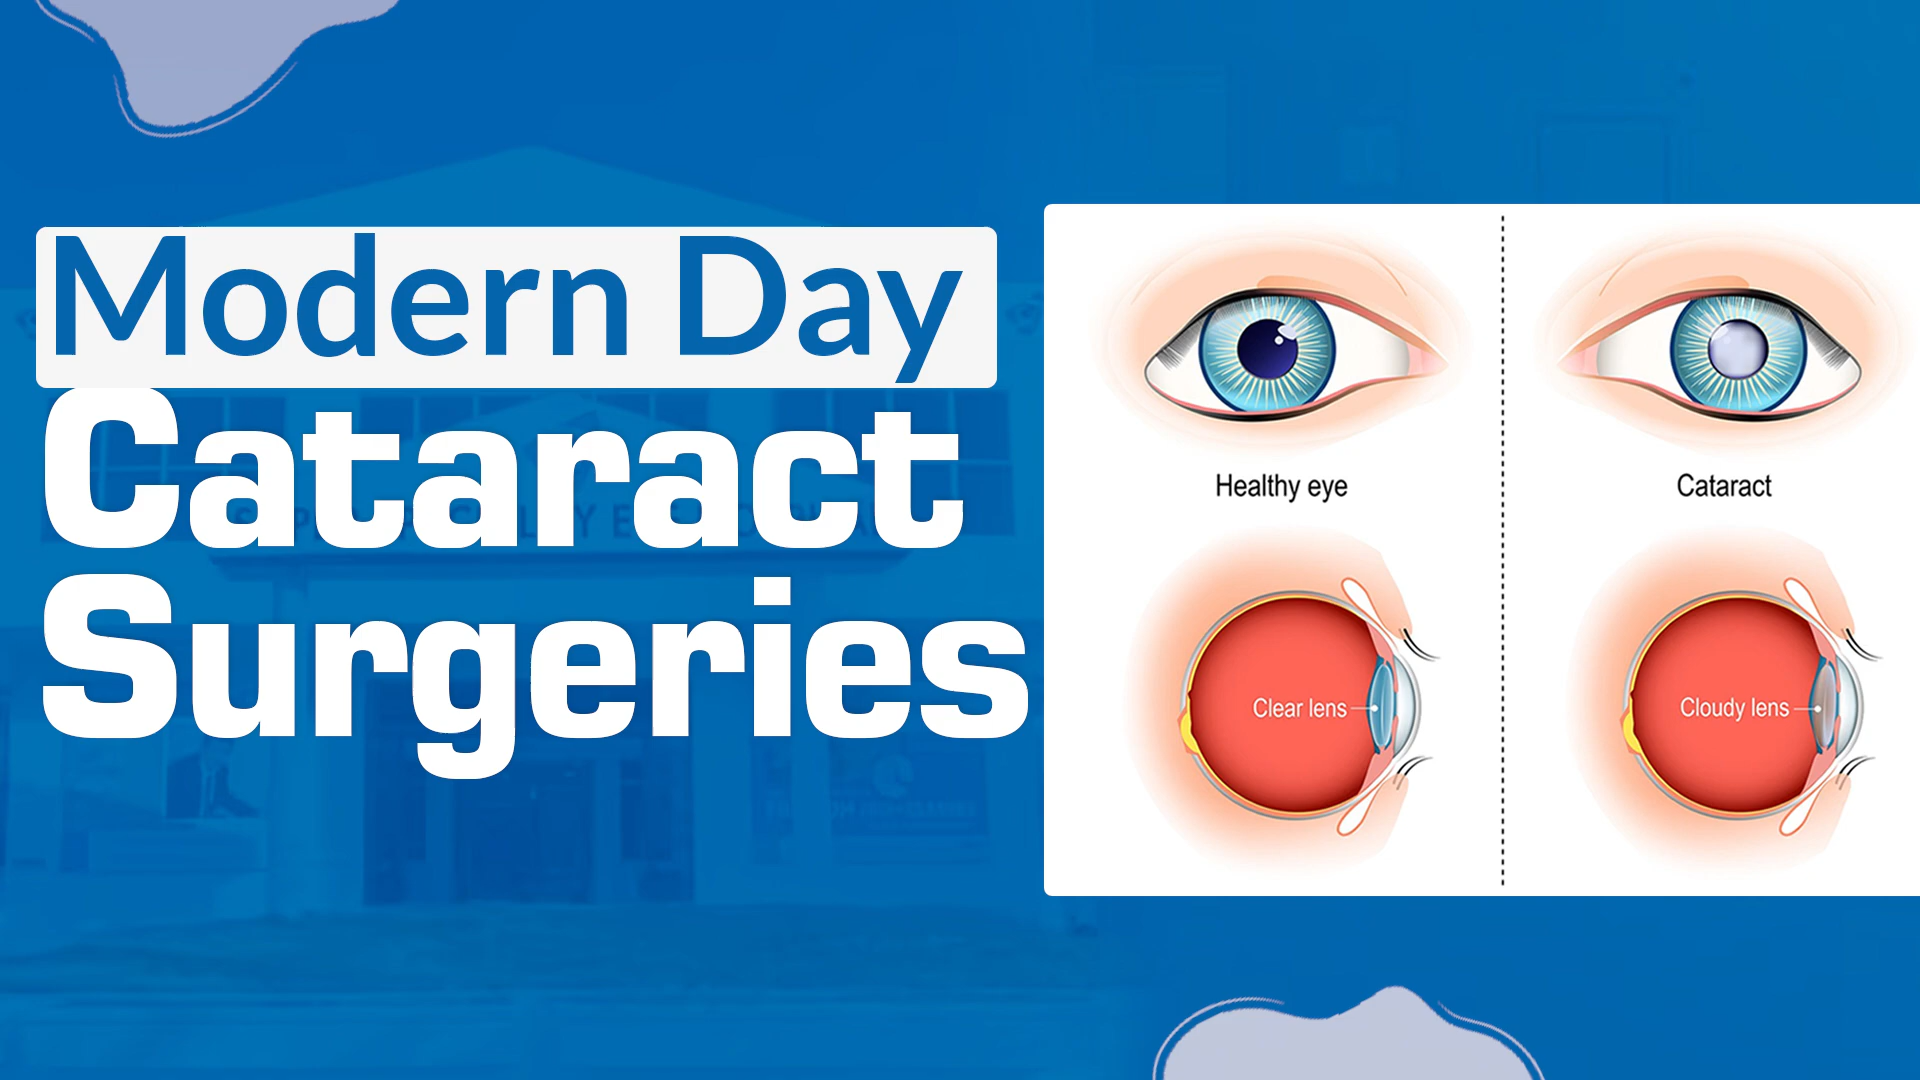 Modern Day
Cataract
Surgeries
Healthy eye
Cataract
Clear lens
Cloudy lens